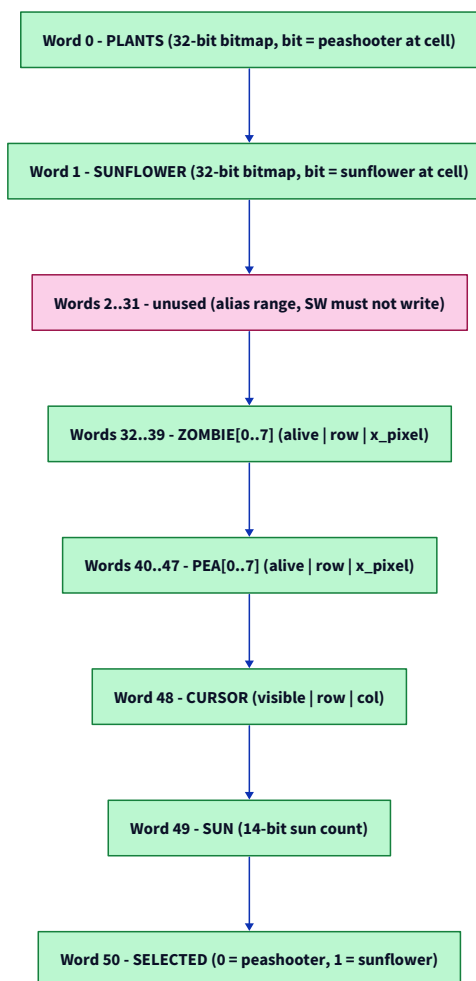 Word 0 - PLANTS (32-bit bitmap, bit = peashooter at cell)
Word 1 - SUNFLOWER (32-bit bitmap, bit = sunflower at cell)
Words 2..31 - unused (alias range, SW must not write)
Words 32..39 - ZOMBIE[0..7] (alive | row | x_pixel)
Words 40..47 - PEA[0..7] (alive | row | x_pixel)
Word 48 - CURSOR (visible | row | col)
Word 49 - SUN (14-bit sun count)
Word 50 - SELECTED (0 = peashooter, 1 = sunflower)